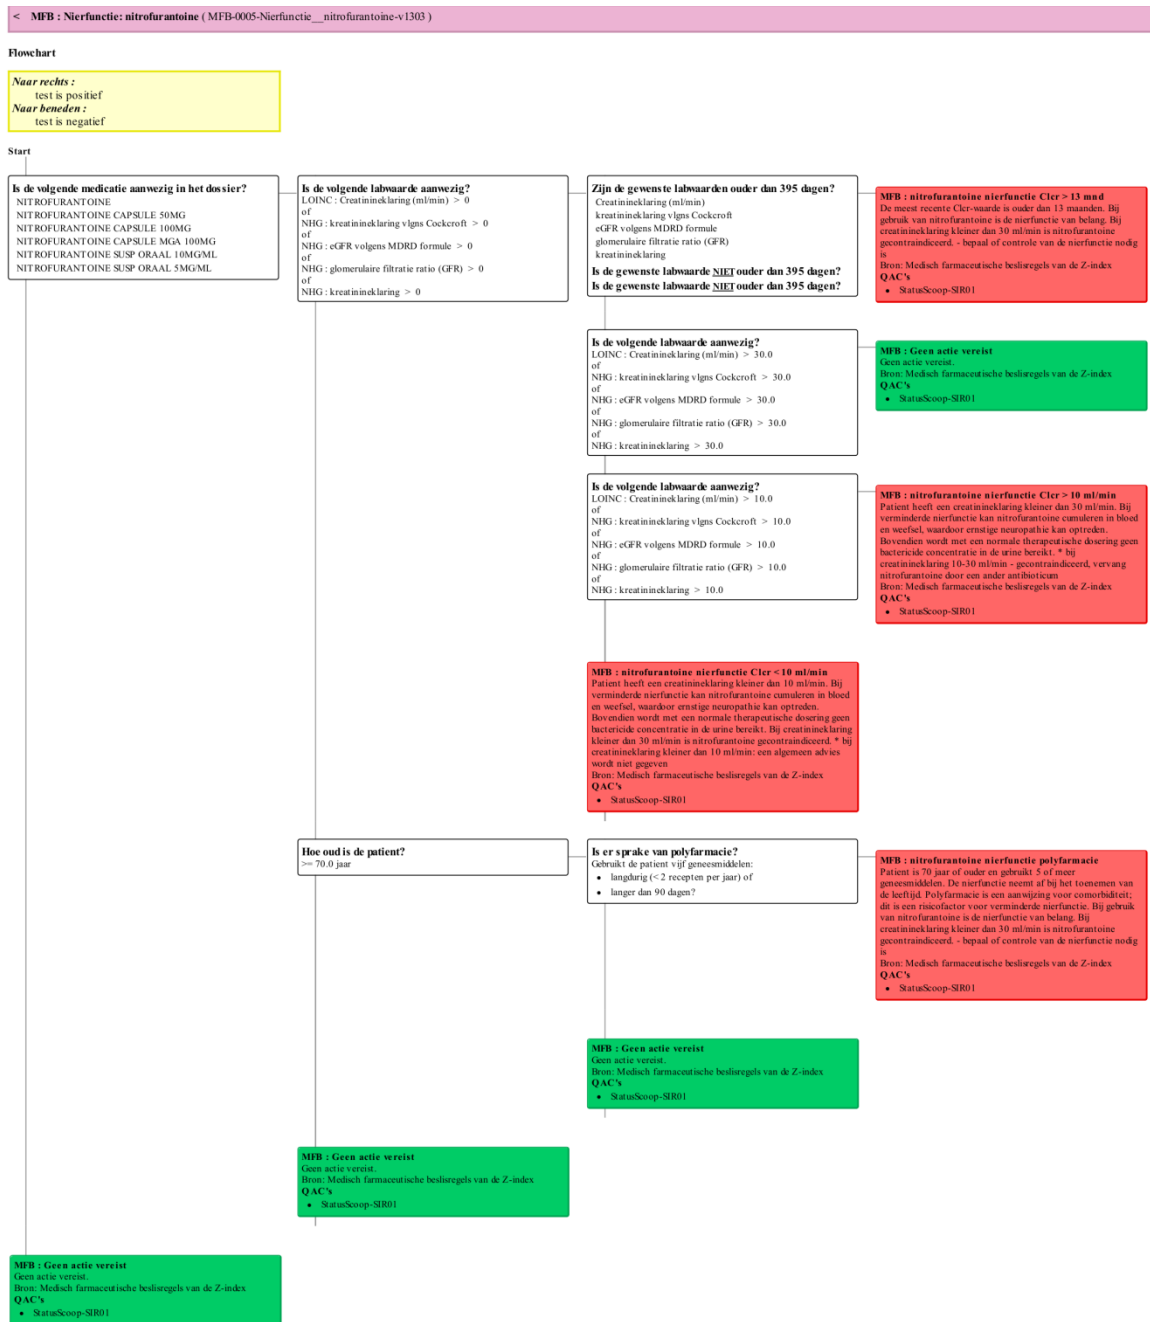 < MFB : Nierfunctie: nitrofurantoine ( MFB-0005-Nierfunctie__nitrofurantoine-v1303 )
Flowchart
Naar rechts :
test is positief
Naar beneden :
test is negatief
Start
Is de volgende medicatie aanwezig in het dossier?
NITROFURANTOINE
NITROFURANTOINE CAPSULE 50MG
NITROFURANTOINE CAPSULE 100MG
NITROFURANTOINE CAPSULE MGA 100MG
NITROFURANTOINE SUSP ORAAL 10MG/ML
NITROFURANTOINE SUSP ORAAL 5MG/ML
Is de volgende labwaarde aanwezig?
LOINC : Creatinineklaring (ml/min) > 0
of
NHG : kreatinineklaring vlgns Cockcroft > 0
of
NHG : eGFR volgens MDRD formule > 0
of
NHG : glomerulaire filtratie ratio (GFR) > 0
of
NHG : kreatinineklaring > 0
Zijn de gewenste labwaarden ouder dan 395 dagen?
Creatinineklaring (ml/min)
kreatinineklaring vlgns Cockcroft
eGFR volgens MDRD formule
glomerulaire filtratie ratio (GFR)
kreatinineklaring
Is de gewenste labwaarde NIET ouder dan 395 dagen?
Is de gewenste labwaarde NIET ouder dan 395 dagen?
MFB : nitrofurantoine nierfunctie Clcr > 13 mnd
De meest recente Clcr-waarde is ouder dan 13 maanden. Bij
gebruik van nitrofurantoine is de nierfunctie van belang. Bij
creatinineklaring kleiner dan 30 ml/min is nitrofurantoine
gecontraindiceerd. - bepaal of controle van de nierfunctie nodig
is
Bron: Medisch farmaceutische beslisregels van de Z-index
QAC's
• StatusScoop-SIR01
Is de volgende labwaarde aanwezig?
LOINC : Creatinineklaring (ml/min) > 30.0
of
NHG : kreatinineklaring vlgns Cockcroft > 30.0
of
NHG : eGFR volgens MDRD formule > 30.0
of
NHG : glomerulaire filtratie ratio (GFR) > 30.0
of
NHG : kreatinineklaring > 30.0
MFB : Geen actie vereist
Geen actie vereist.
Bron: Medisch farmaceutische beslisregels van de Z-index
QAC's
• StatusScoop-SIR01
Is de volgende labwaarde aanwezig?
LOINC : Creatinineklaring (ml/min) > 10.0
of
NHG : kreatinineklaring vlgns Cockcroft > 10.0
of
NHG : eGFR volgens MDRD formule > 10.0
of
NHG : glomerulaire filtratie ratio (GFR) > 10.0
of
NHG : kreatinineklaring > 10.0
MFB : nitrofurantoine nierfunctie Clcr > 10 ml/min
Patient heeft een creatinineklaring kleiner dan 30 ml/min. Bij
verminderde nierfunctie kan nitrofurantoine cumuleren in bloed
en weefsel, waardoor ernstige neuropathie kan optreden.
Bovendien wordt met een normale therapeutische dosering geen
bactericide concentratie in de urine bereikt. * bij
creatinineklaring 10-30 ml/min - gecontraindiceerd, vervang
nitrofurantoine door een ander antibioticum
Bron: Medisch farmaceutische beslisregels van de Z-index
QAC's
• StatusScoop-SIR01
MFB : nitrofurantoine nierfunctie Clcr < 10 ml/min
Patient heeft een creatinineklaring kleiner dan 10 ml/min. Bij
verminderde nierfunctie kan nitrofurantoine cumuleren in bloed
en weefsel, waardoor ernstige neuropathie kan optreden.
Bovendien wordt met een normale therapeutische dosering geen
bactericide concentratie in de urine bereikt. Bij creatinineklaring
kleiner dan 30 ml/min is nitrofurantoine gecontraindiceerd. * bij
creatinineklaring kleiner dan 10 ml/min: een algemeen advies
wordt niet gegeven
Bron: Medisch farmaceutische beslisregels van de Z-index
QAC's
• StatusScoop-SIR01
Hoe oud is de patient?
>= 70.0 jaar
Is er sprake van polyfarmacie?
Gebruikt de patient vijf geneesmiddelen:
• langdurig (< 2 recepten per jaar) of
• langer dan 90 dagen?
MFB : nitrofurantoine nierfunctie polyfarmacie
Patient is 70 jaar of ouder en gebruikt 5 of meer
geneesmiddelen. De nierfunctie neemt af bij het toenemen van
de leeftijd. Polyfarmacie is een aanwijzing voor comorbiditeit;
dit is een risicofactor voor verminderde nierfunctie. Bij gebruik
van nitrofurantoine is de nierfunctie van belang. Bij
creatinineklaring kleiner dan 30 ml/min is nitrofurantoine
gecontraindiceerd. - bepaal of controle van de nierfunctie nodig
is
Bron: Medisch farmaceutische beslisregels van de Z-index
QAC's
• StatusScoop-SIR01
MFB : Geen actie vereist
Geen actie vereist.
Bron: Medisch farmaceutische beslisregels van de Z-index
QAC's
• StatusScoop-SIR01
MFB : Geen actie vereist
Geen actie vereist.
Bron: Medisch farmaceutische beslisregels van de Z-index
QAC's
• StatusScoop-SIR01
MFB : Geen actie vereist
Geen actie vereist.
Bron: Medisch farmaceutische beslisregels van de Z-index
QAC's
• StatusScoop-SIR01